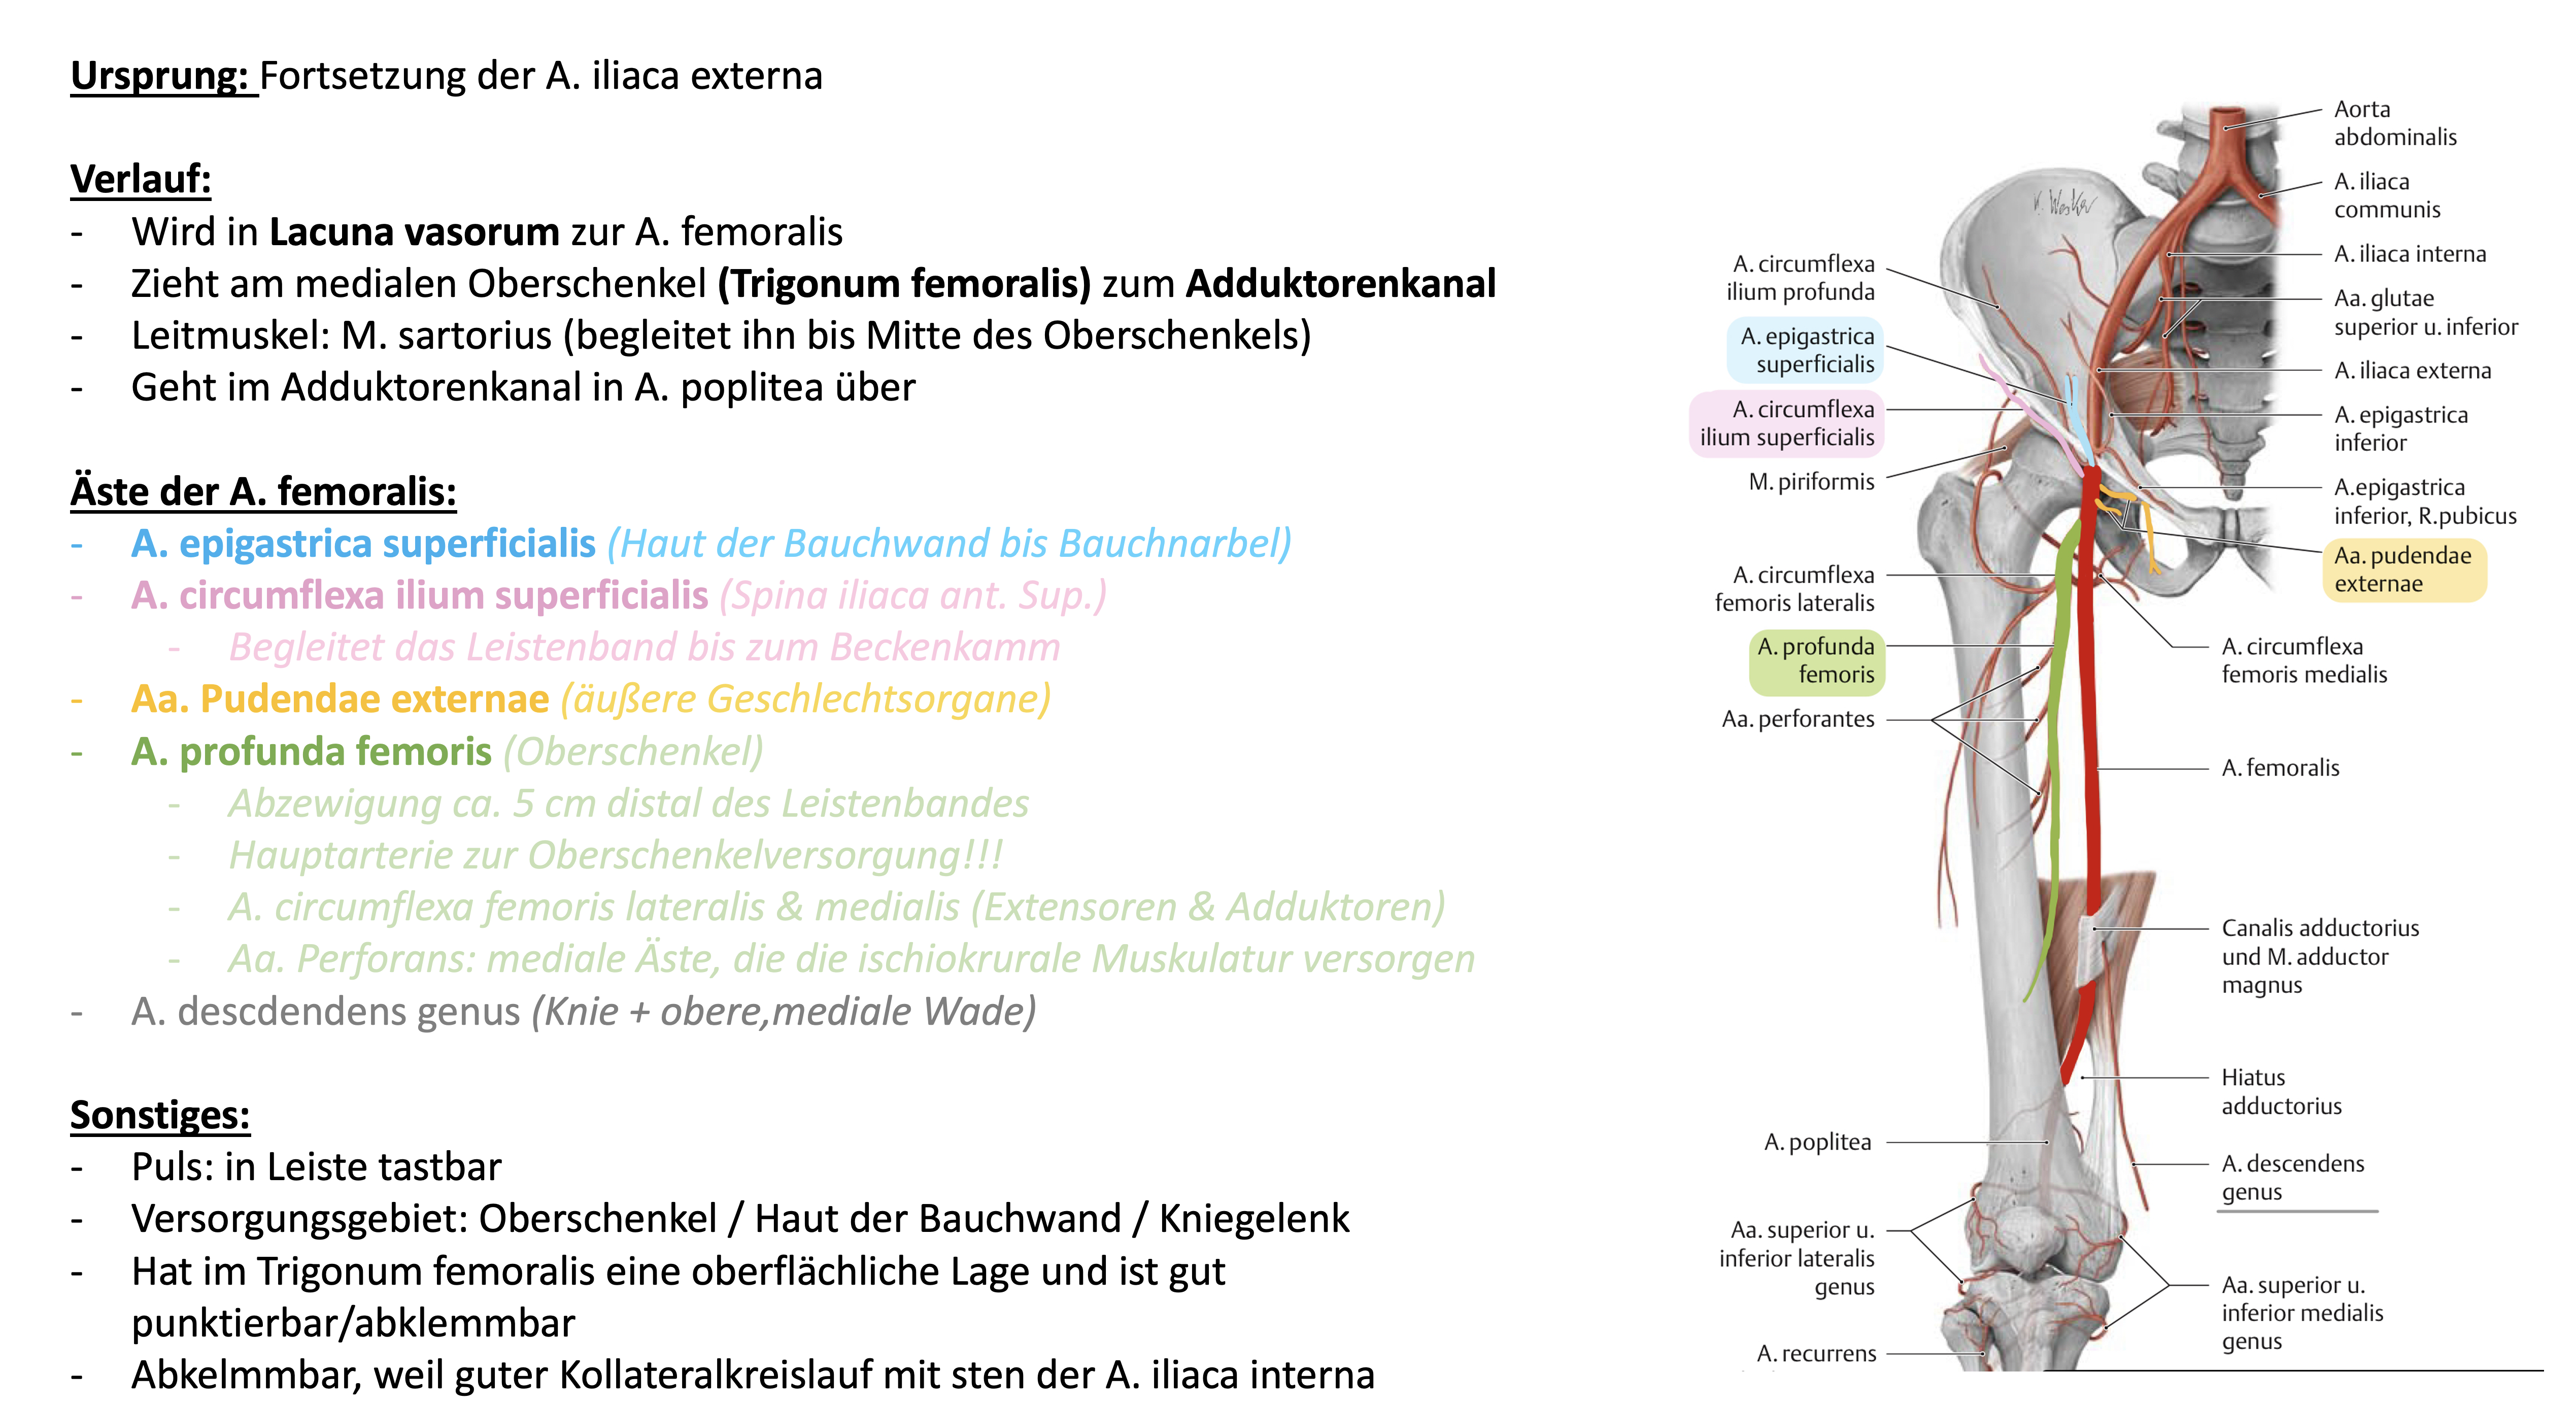 Ursprung: Fortsetzung der A. iliaca externa
Verlauf:
- Wird in Lacuna vasorum zur A. femoralis
- Zieht am medialen Oberschenkel (Trigonum femoralis) zum Adduktorenkanal
- Leitmuskel: M. sartorius (begleitet ihn bis Mitte des Oberschenkels)
- Geht im Adduktorenkanal in A. poplitea über
Äste der A. femoralis:
- A. epigastrica superficialis (Haut der Bauchwand bis Bauchnarbel)
- A. circumflexa ilium superficialis (Spina iliaca ant. Sup.)
- Begleitet das Leistenband bis zum Beckenkamm
- Aa. Pudendae externae (äußere Geschlechtsorgane)
- A. profunda femoris (Oberschenkel)
- Abzewigung ca. 5 cm distal des Leistenbandes
- Hauptarterie zur Oberschenkelversorgung!!!
- A. circumflexa femoris lateralis & medialis (Extensoren & Adduktoren)
- Aa. Perforans: mediale Äste, die die ischiokrurale Muskulatur versorgen
- A. descdendens genus (Knie + obere,mediale Wade)
Sonstiges:
- Puls: in Leiste tastbar
- Versorgungsgebiet: Oberschenkel / Haut der Bauchwand / Kniegelenk
- Hat im Trigonum femoralis eine oberflächliche Lage und ist gut
punktierbar/abklemmbar
- Abkelmmbar, weil guter Kollateralkreislauf mit sten der A. iliaca interna
A. circumflexa
ilium profunda
A. epigastrica
superficialis
A. circumflexa
ilium superficialis
M. piriformis
A. circumflexa
femoris lateralis
A. profunda
femoris
Aa. perforantes
A. poplitea
Aa. superior u.
inferior lateralis
genus
A. recurrens
K. Wesker
Aorta
abdominalis
A. iliaca
communis
A. iliaca interna
Aa. glutae
superior u. inferior
A. iliaca externa
A. epigastrica
inferior
A.epigastrica
inferior, R.pubicus
Aa. pudendae
externae
A. circumflexa
femoris medialis
A. femoralis
Canalis adductorius
und M. adductor
magnus
Hiatus
adductorius
A. descendens
genus
Aa. superior u.
inferior medialis
genus